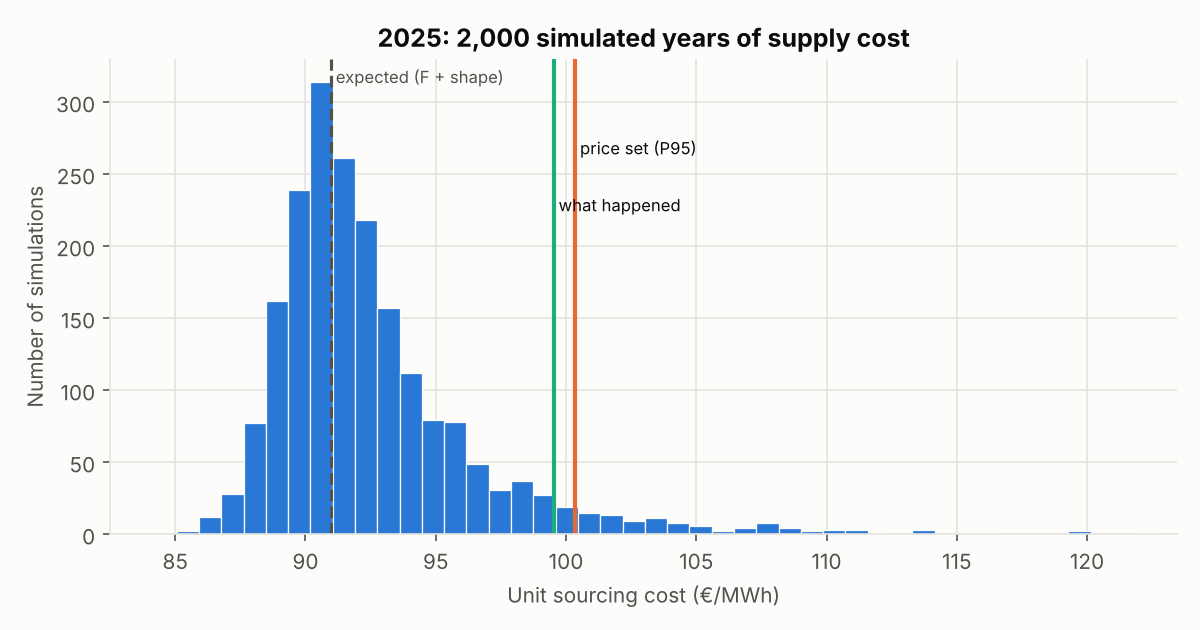 2025: 2,000 simulated years of supply cost
expected (F + shape)
price set (P95)
what happened
Number of simulations
300
250
200
150
100
50
0
85
90
95
100
105
110
115
120
Unit sourcing cost (€/MWh)